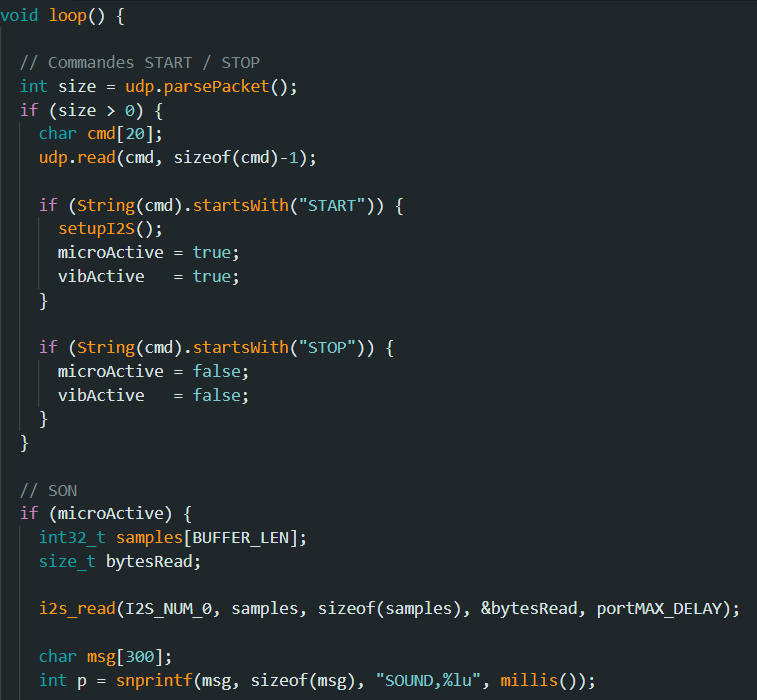 void loop() {
// Commandes START / STOP
int size = udp.parsePacket();
if (size > 0) {
char cmd[20];
udp.read(cmd, sizeof(cmd)-1);
if (String(cmd).startsWith("START")) {
setupI2S();
microActive = true;
vibActive   = true;
}
if (String(cmd).startsWith("STOP")) {
microActive = false;
vibActive   = false;
}
}
// SON
if (microActive) {
int32_t samples[BUFFER_LEN];
size_t bytesRead;
i2s_read(I2S_NUM_0, samples, sizeof(samples), &bytesRead, portMAX_DELAY);
char msg[300];
int p = snprintf(msg, sizeof(msg), "SOUND,%lu", millis());